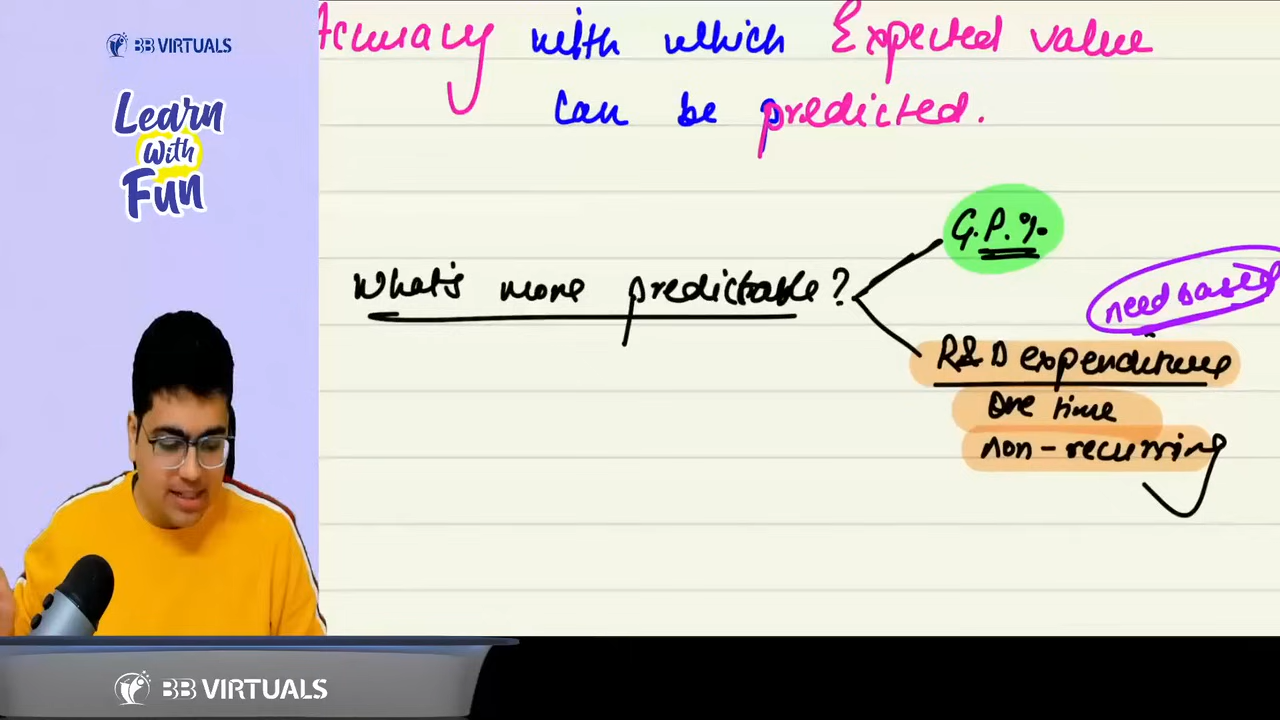 BB VIRTUALS
Learn
With
Fun
Accuracy with which Expected value
can be predicted.
What's more predictable?
G.P.%
need based
R&D expenditure
One time
non-recurring
BB VIRTUALS